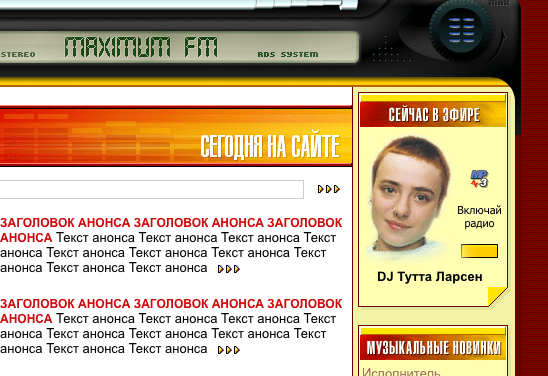 MAX
STEREO MAXIMUM FM RDS SYSTEM
СЕГОДНЯ НА САЙТЕ
ЗАГОЛОВОК АНОНСА ЗАГОЛОВОК АНОНСА ЗАГОЛОВОК
АНОНСА Текст анонса Текст анонса Текст анонса Текст
анонса Текст анонса Текст анонса Текст анонса Текст
анонса Текст анонса Текст анонса
ЗАГОЛОВОК АНОНСА ЗАГОЛОВОК АНОНСА ЗАГОЛОВОК
АНОНСА Текст анонса Текст анонса Текст анонса Текст
анонса Текст анонса Текст анонса Текст анонса Текст
анонса Текст анонса Текст анонса
СЕЙЧАС В ЭФИРЕ
MP3
Включай
радио
DJ Тутта Ларсен
МУЗЫКАЛЬНЫЕ НОВИНКИ
Исполнитель